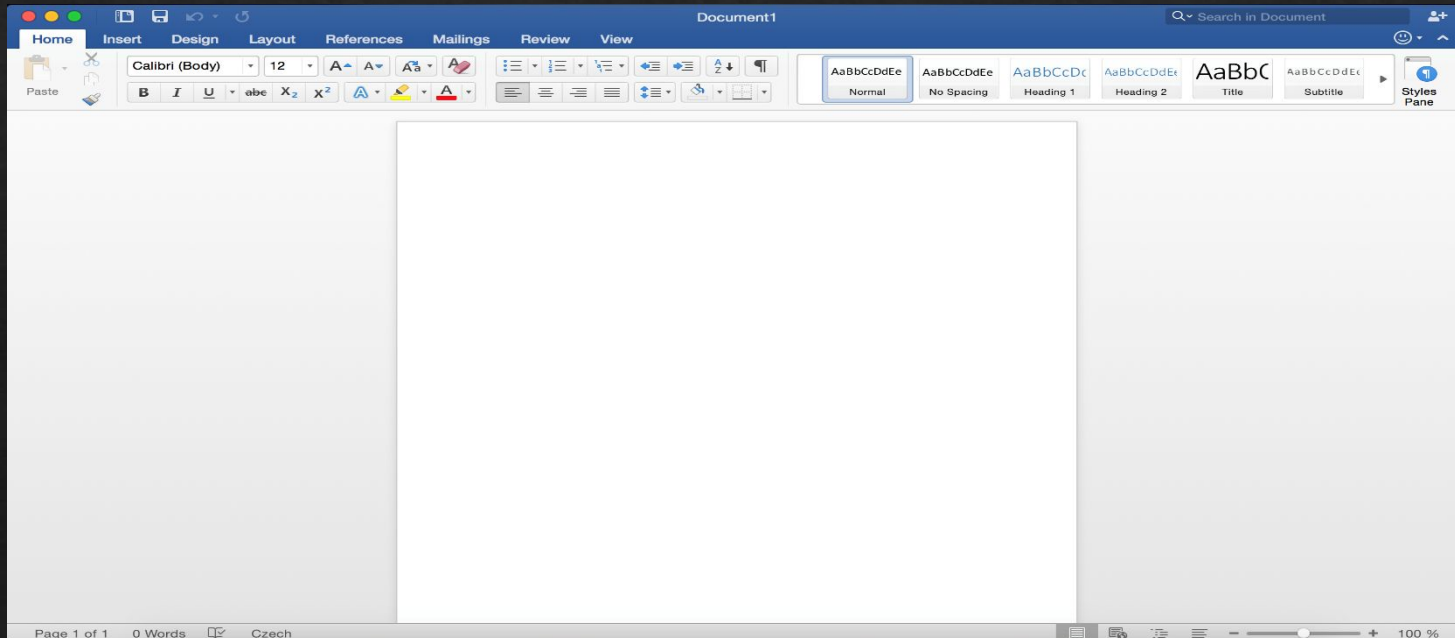 Document1
Search in Document
Home Insert Design Layout References Mailings Review View
Paste
Calibri (Body) 12
B I U abc X2 X2 A A
AaBbCcDdEe AaBbCcDdEe AaBbCcDc AaBbCcDdEe AaBbC AaBbCcDdEe
Normal No Spacing Heading 1 Heading 2 Title Subtitle
Styles
Pane
Page 1 of 1 0 Words Czech 100 %